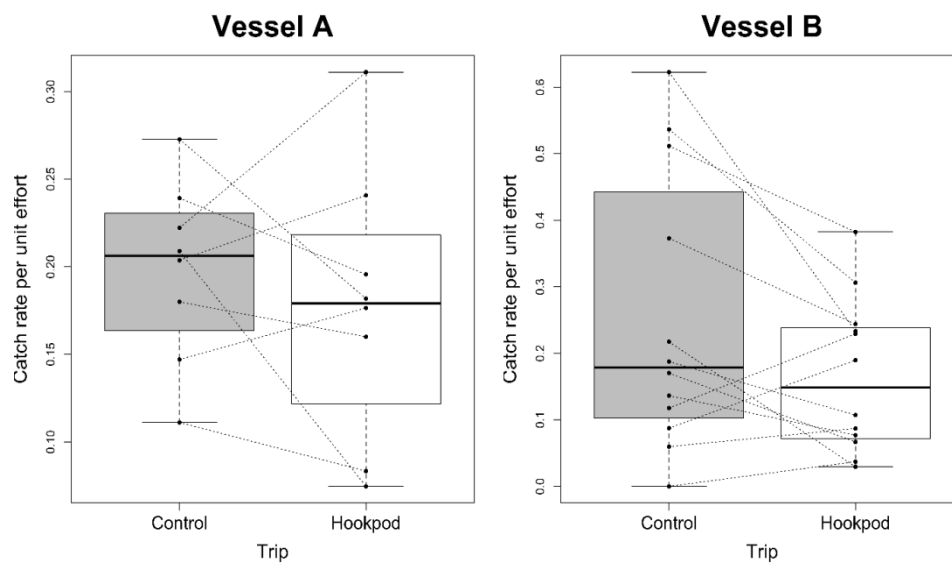 Vessel A
Catch rate per unit effort
0.30
0.25
0.20
0.15
0.10
Control
Hookpod
Trip
Vessel B
Catch rate per unit effort
0.6
0.5
0.4
0.3
0.2
0.1
0.0
Control
Hookpod
Trip